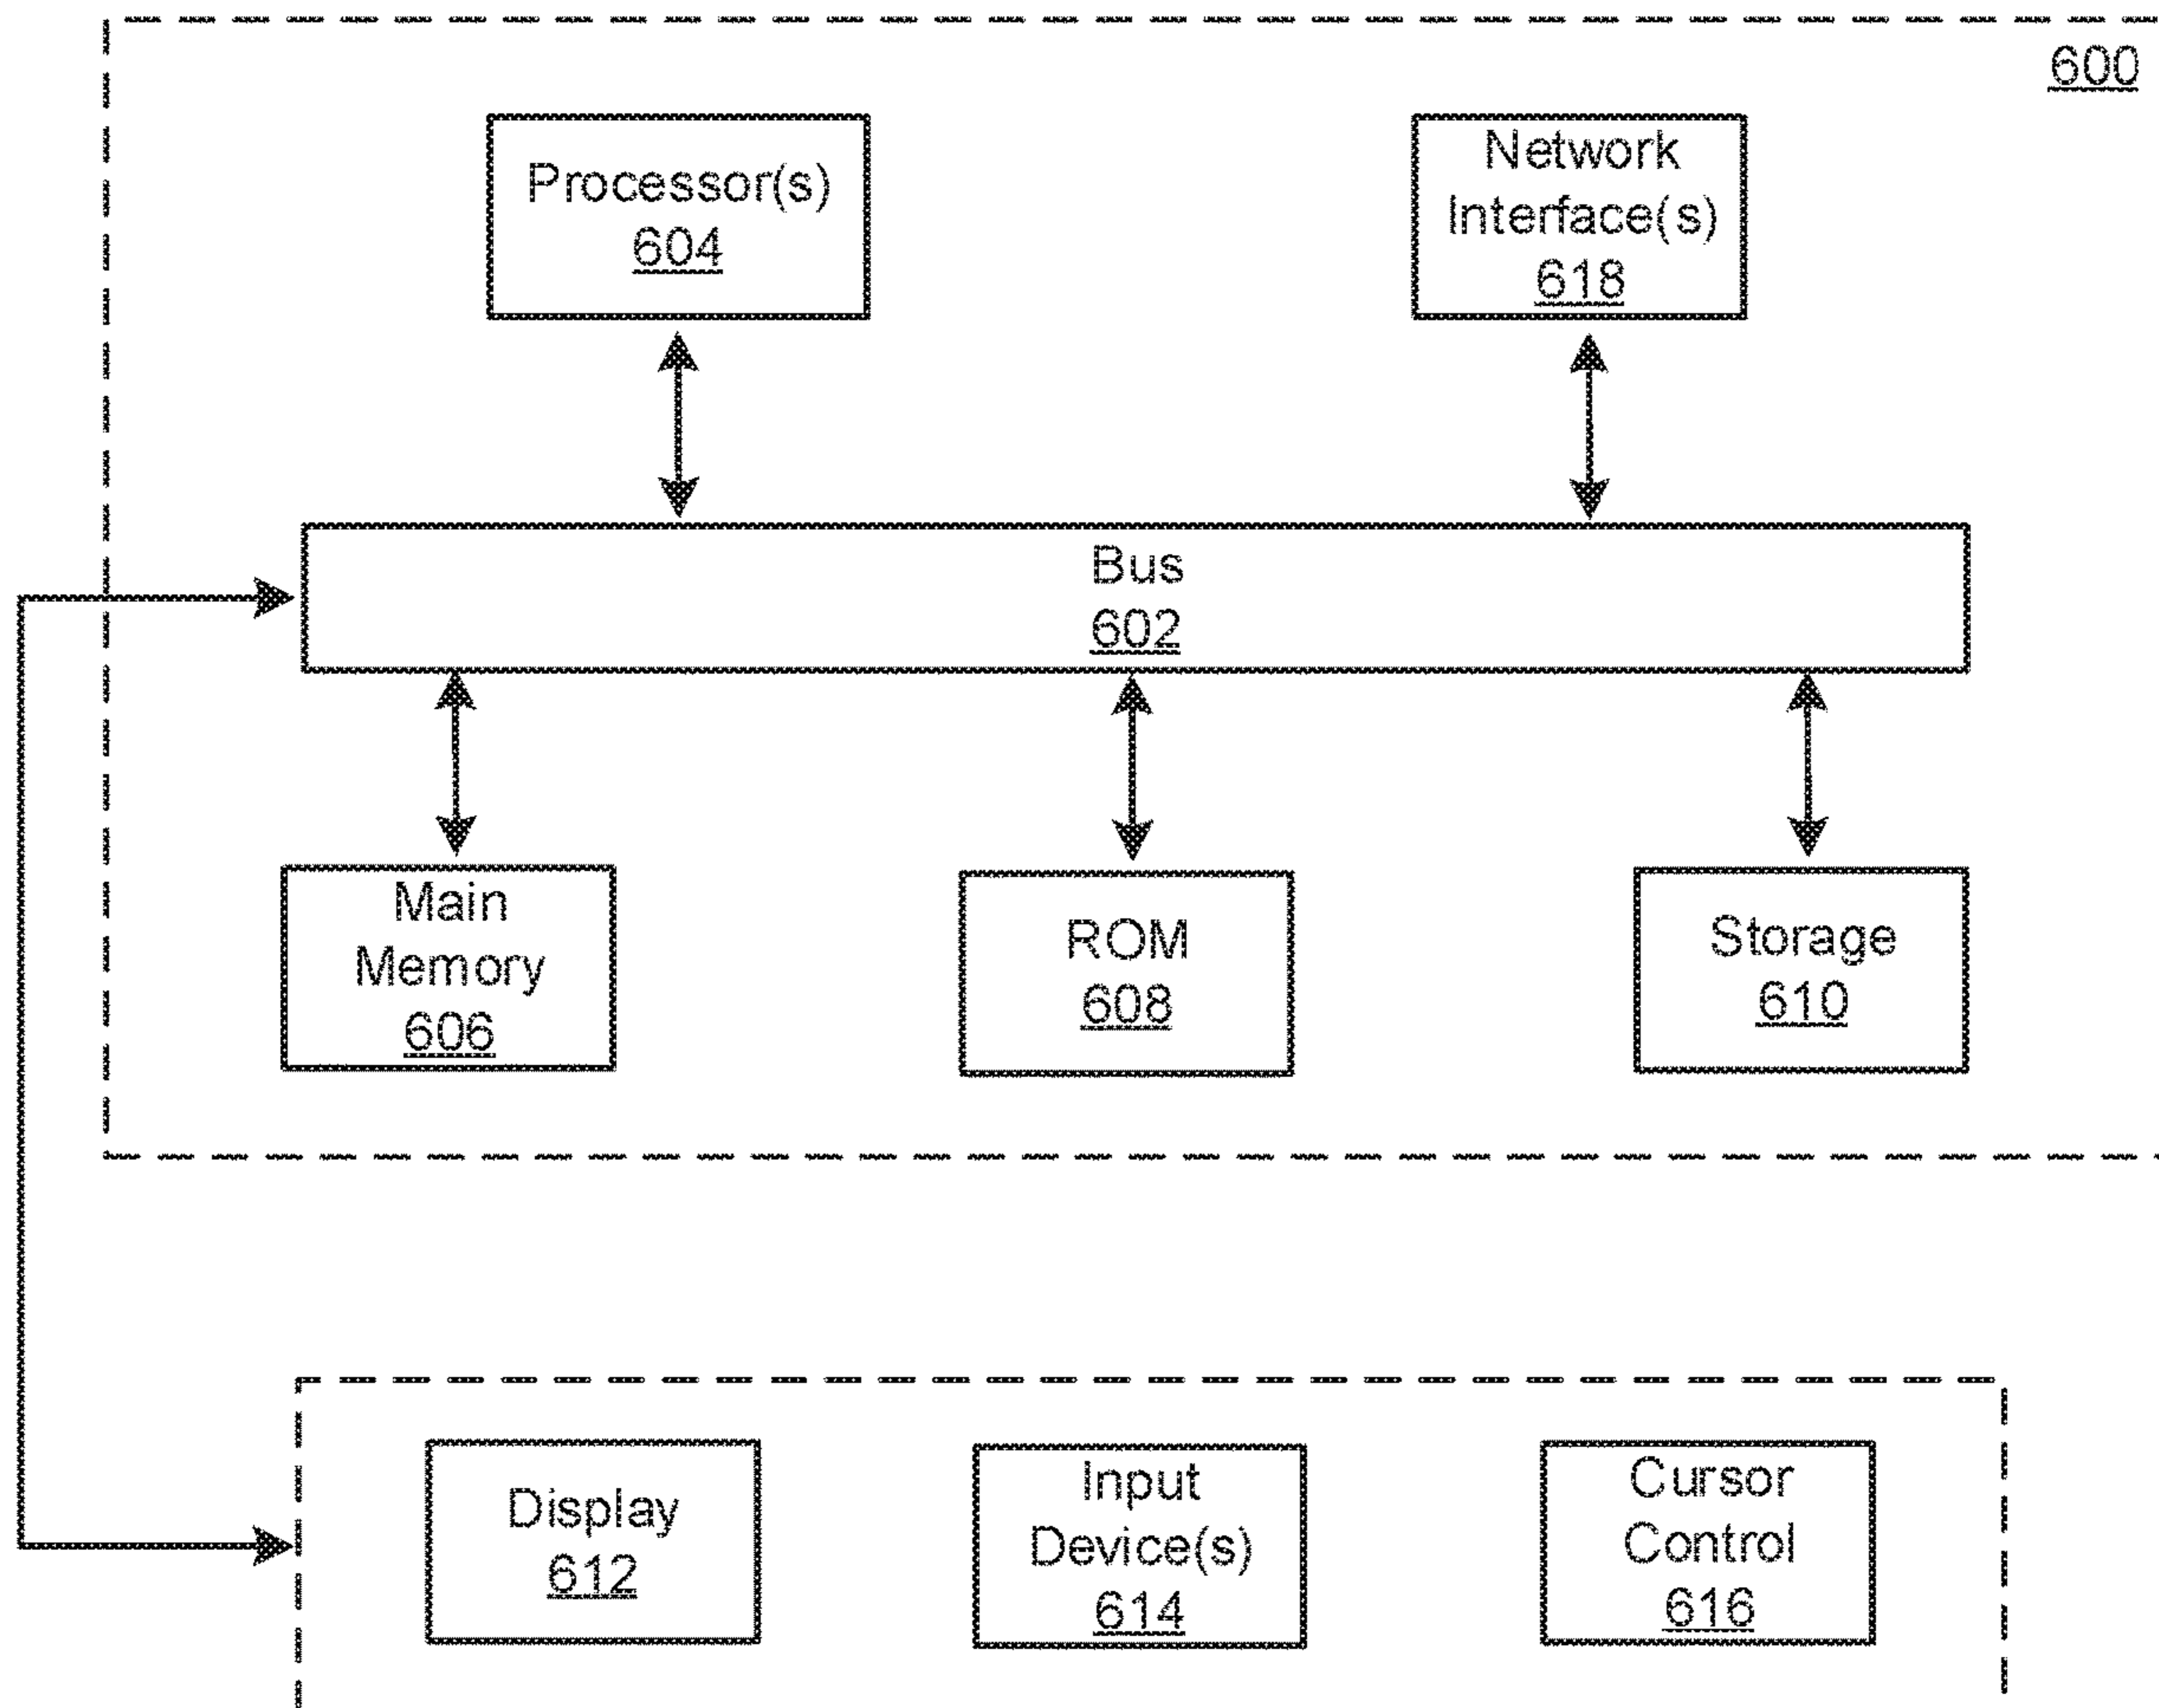 600
Processor(s)
604
Network
Interface(s)
618
Bus
602
Main
Memory
606
ROM
608
Storage
610
Display
612
Input
Device(s)
614
Cursor
Control
616